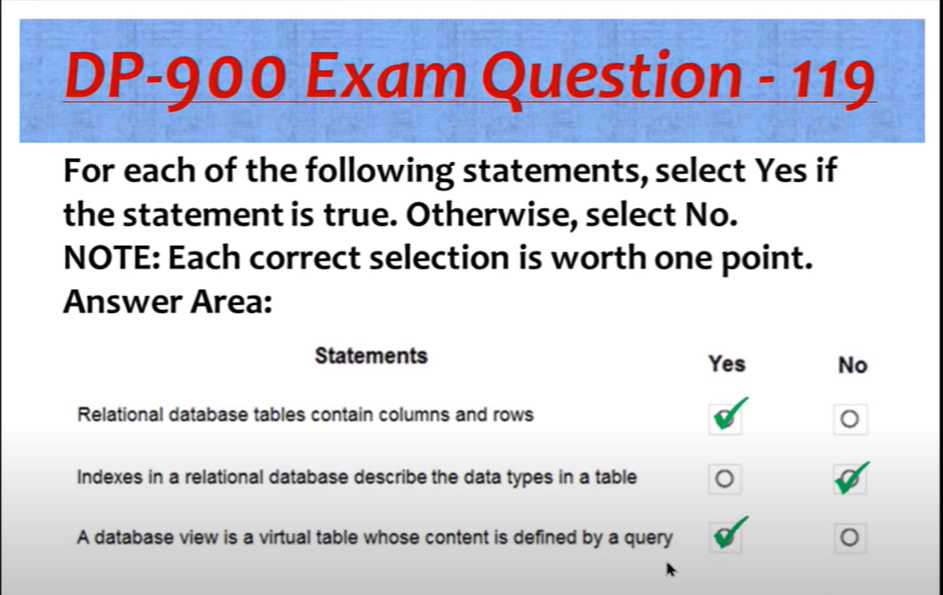 DP-900 Exam Question - 119
For each of the following statements, select Yes if
the statement is true. Otherwise, select No.
NOTE: Each correct selection is worth one point.
Answer Area:
Statements Yes No
Relational database tables contain columns and rows
Indexes in a relational database describe the data types in a table
A database view is a virtual table whose content is defined by a query